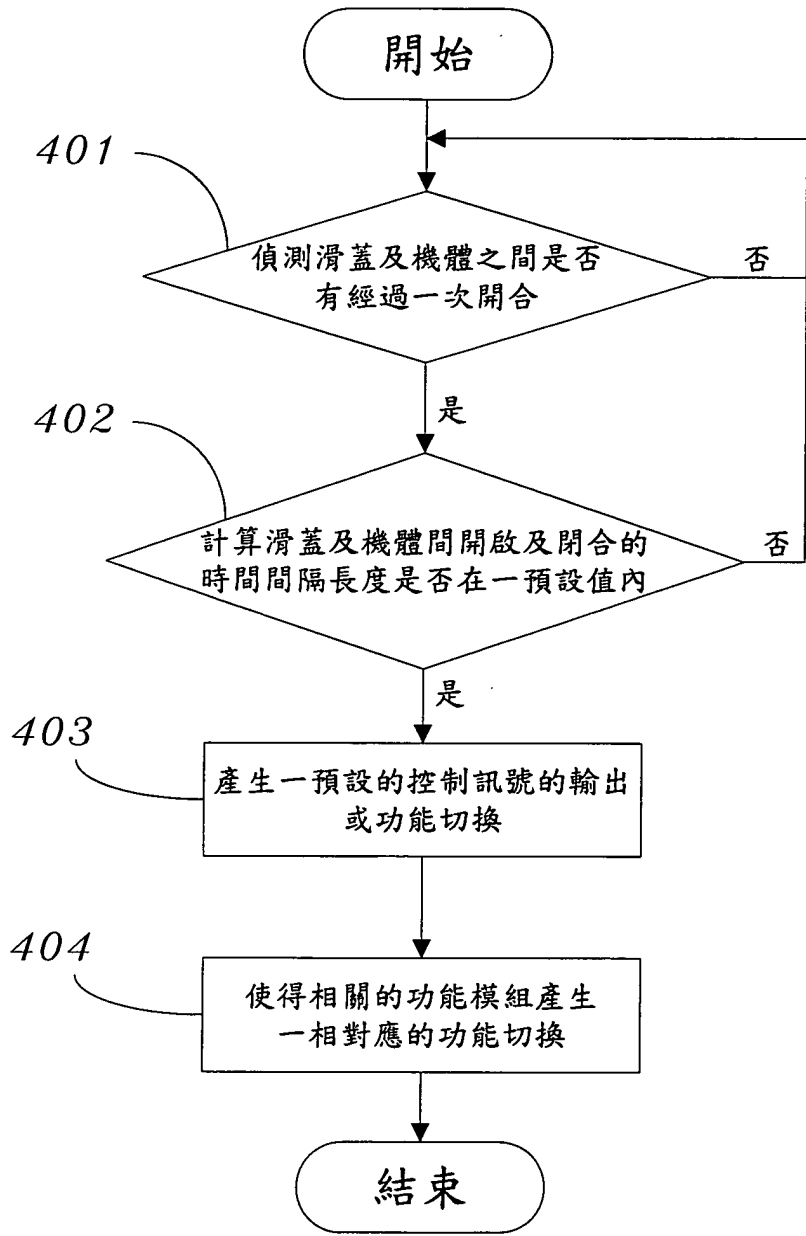 開始
401
偵測滑蓋及機體之間是否
有經過一次開合
否
是
402
計算滑蓋及機體間開啟及閉合的
時間間隔長度是否在一預設值內
否
是
403
產生一預設的控制訊號的輸出
或功能切換
404
使得相關的功能模組產生
一相對應的功能切換
結束